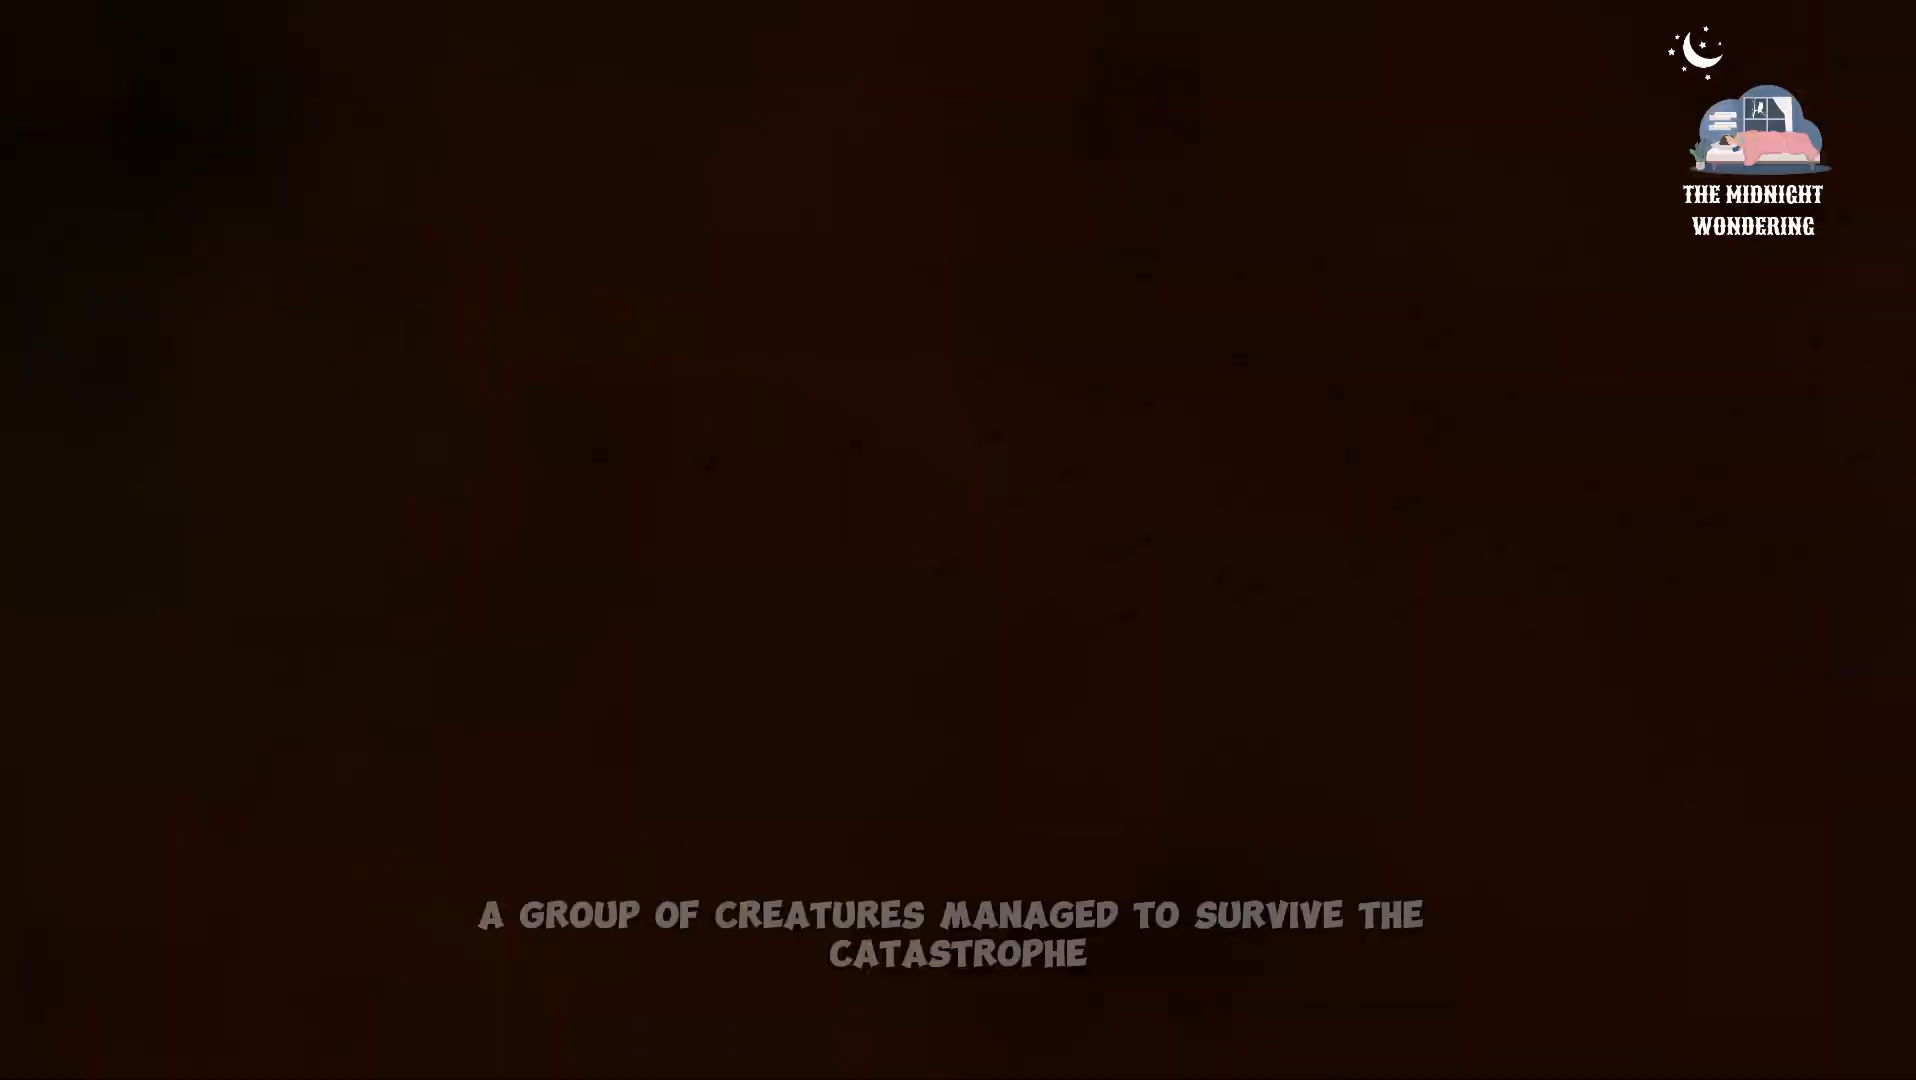 THE MIDNIGHT
WONDERING
A GROUP OF CREATURES MANAGED TO SURVIVE THE
CATASTROPHE